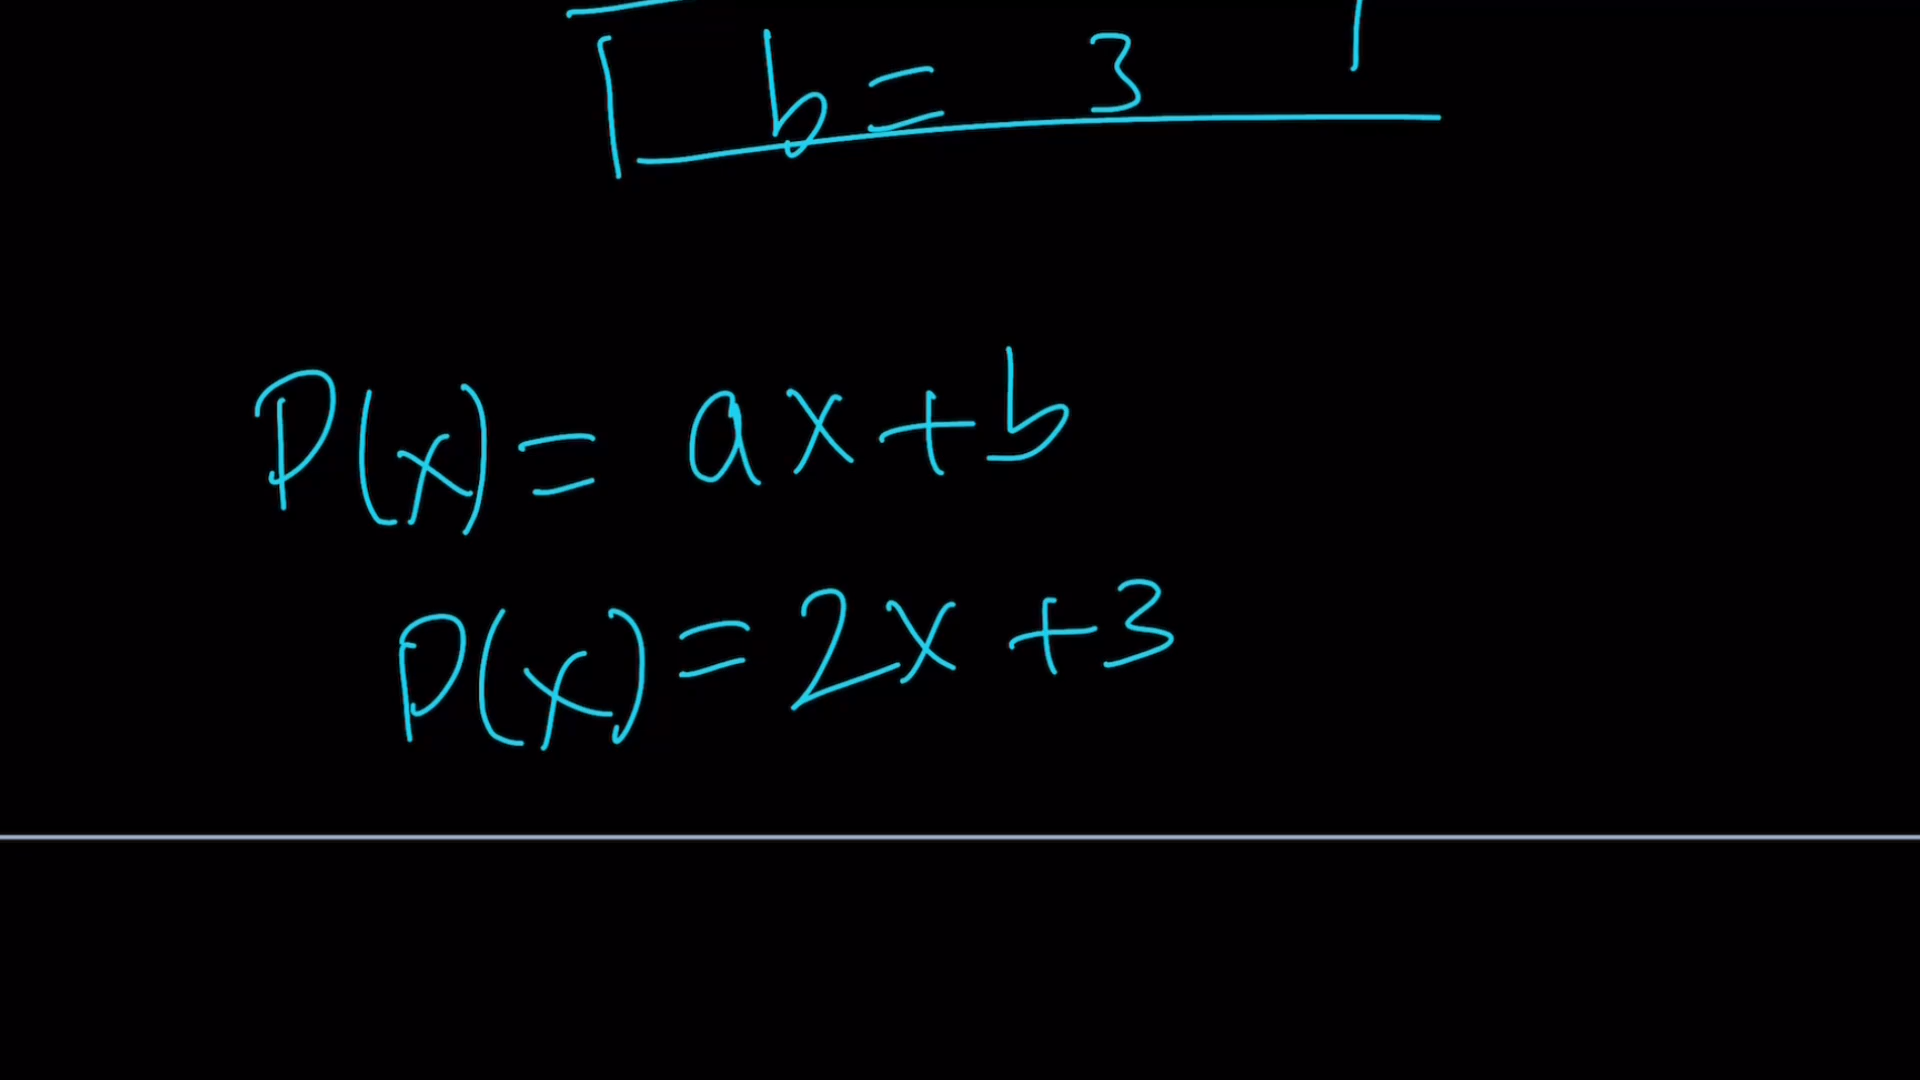 b = 3
P(x) = ax + b
P(x) = 2x + 3